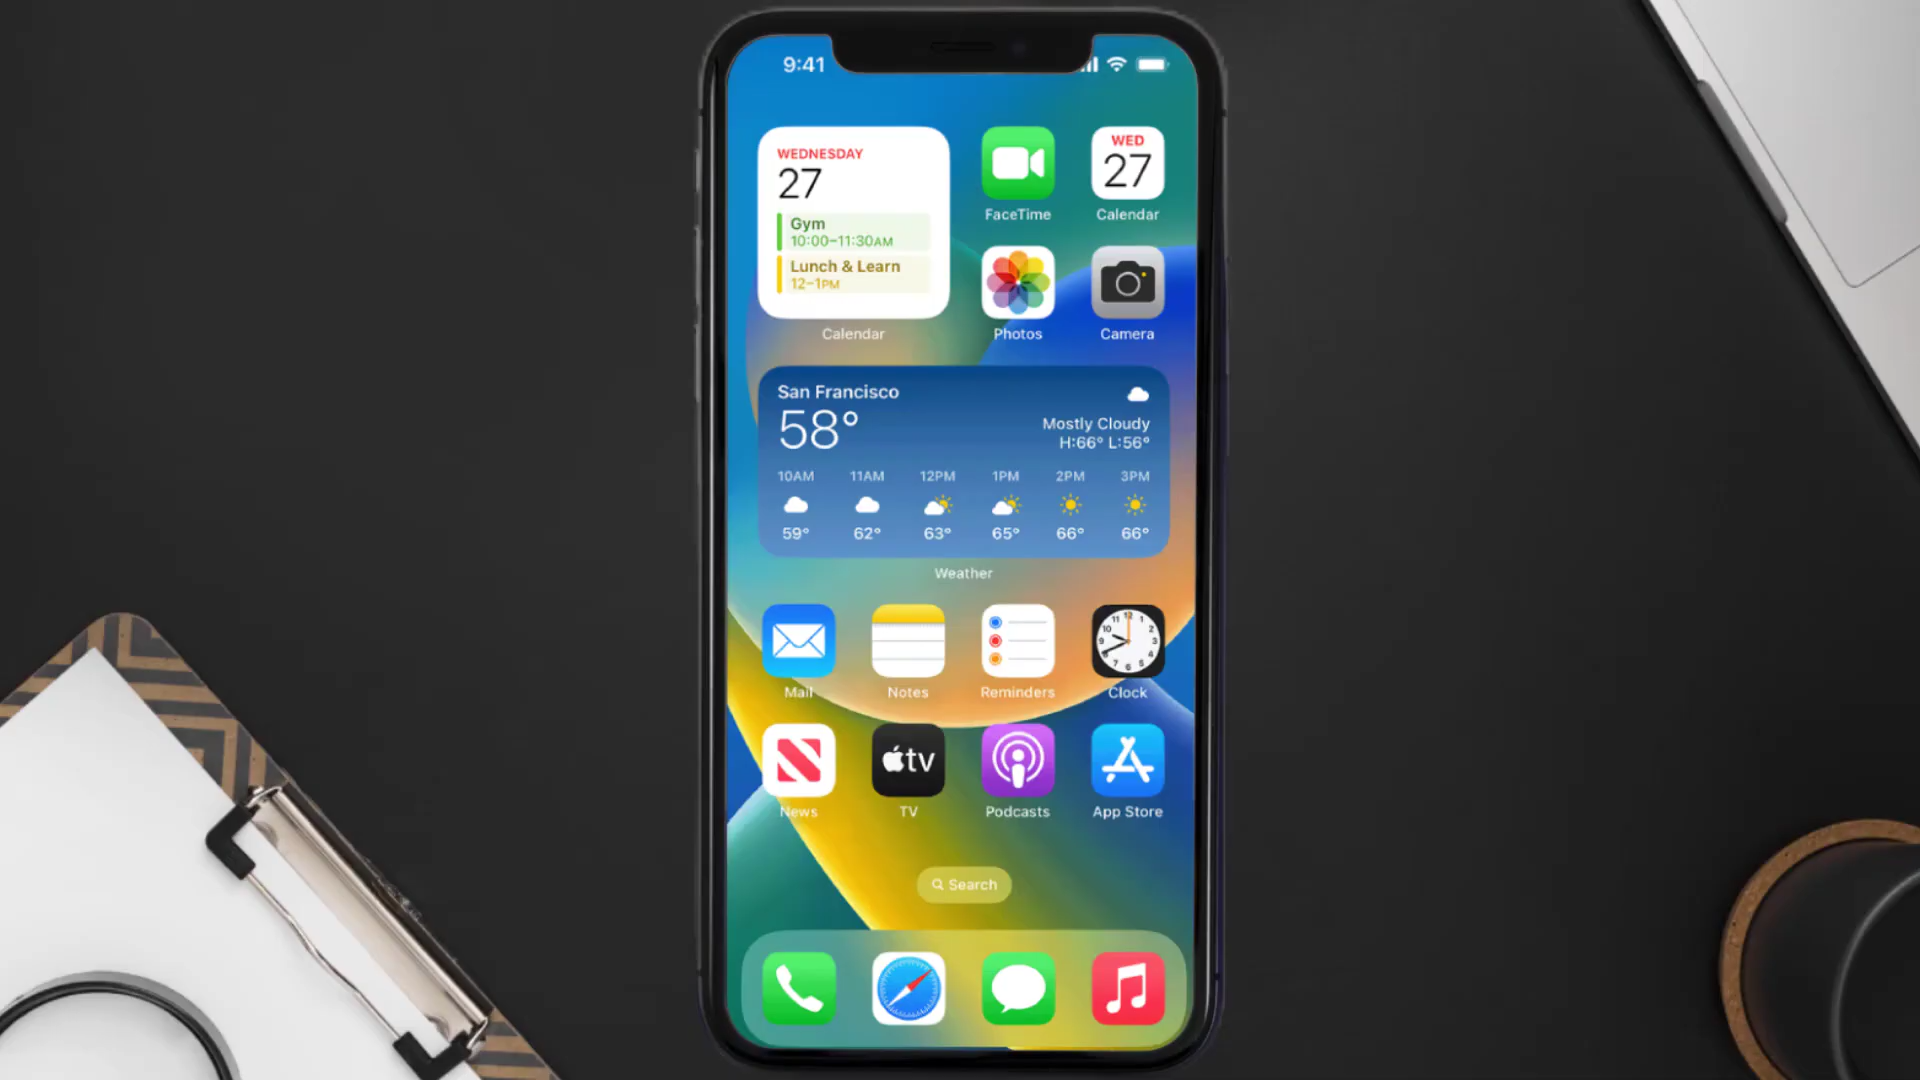 9:41
WEDNESDAY
27
Gym
10:00–11:30AM
Lunch & Learn
12–1PM
Calendar
FaceTime
WED
27
Calendar
Photos
Camera
San Francisco
58°
Mostly Cloudy
H:66° L:56°
10AM 11AM 12PM 1PM 2PM 3PM
59° 62° 63° 65° 66° 66°
Weather
Mail Notes Reminders Clock
tv
News TV Podcasts App Store
Search